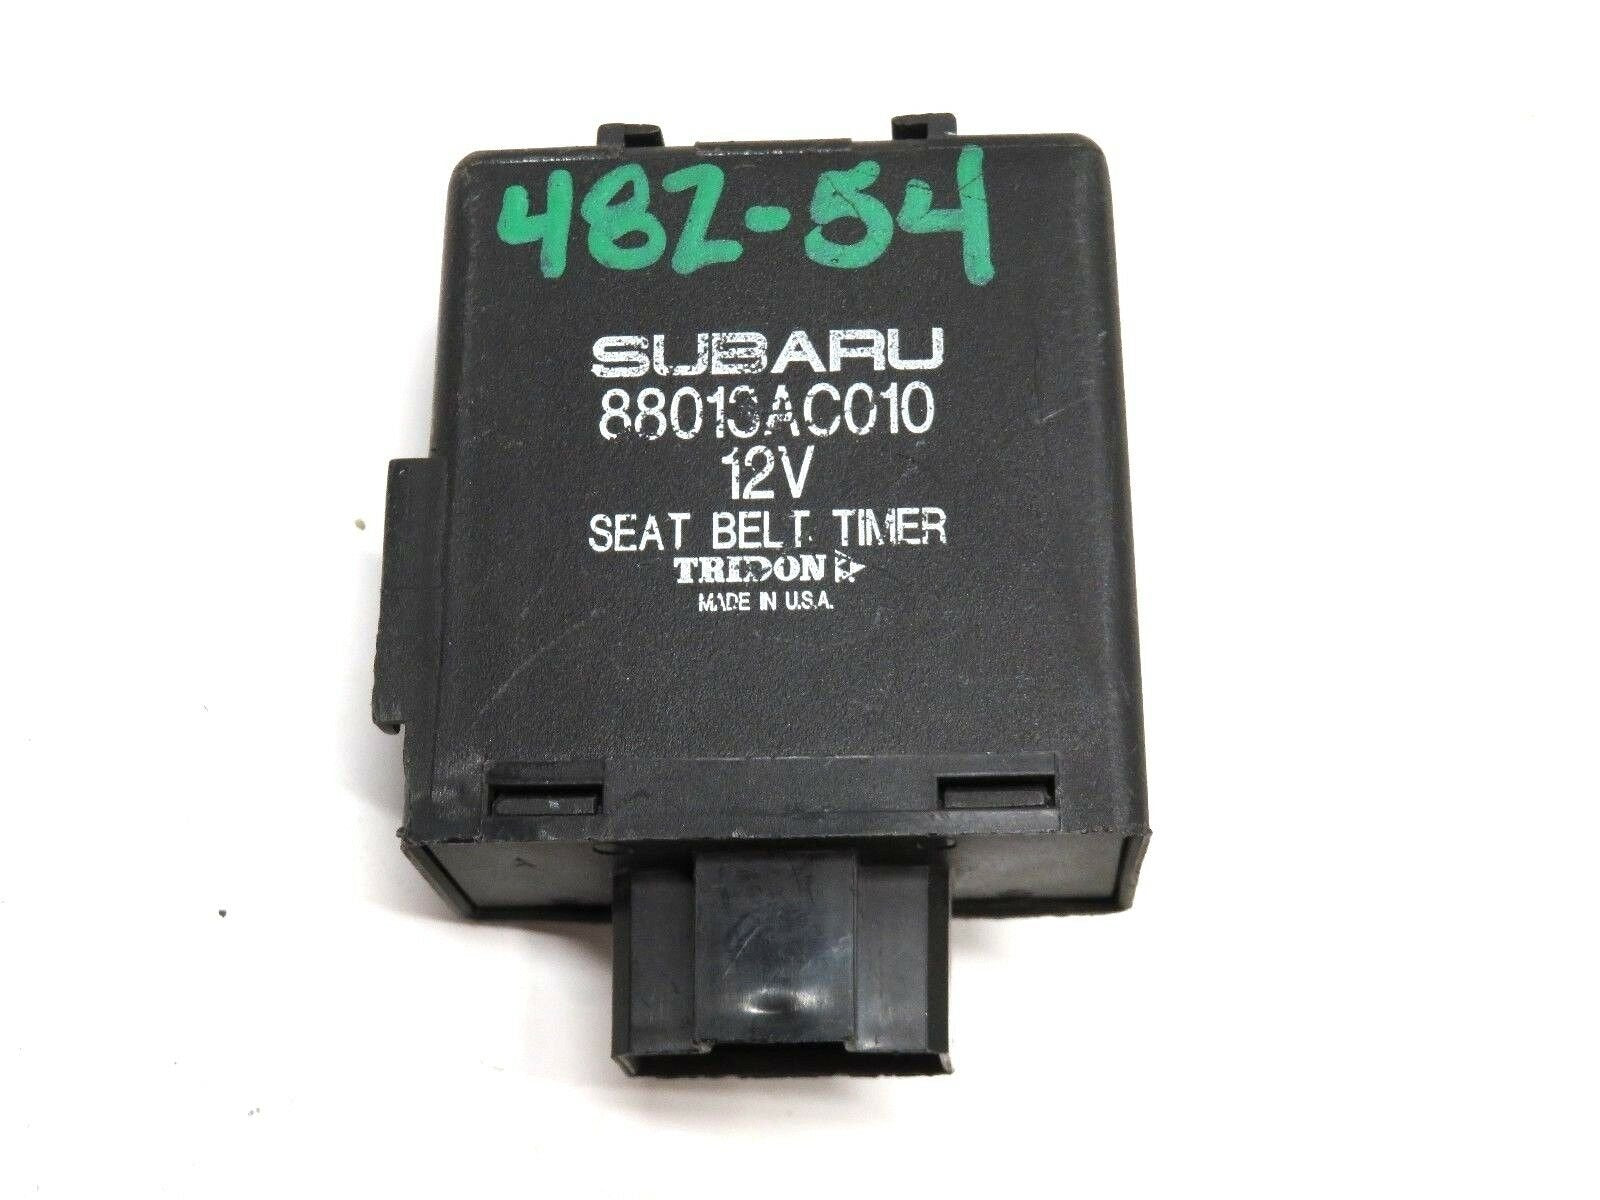 482-54
SUBARU
88013AC010
12V
SEAT BELT TIMER
TRIDON
MADE IN U.S.A.